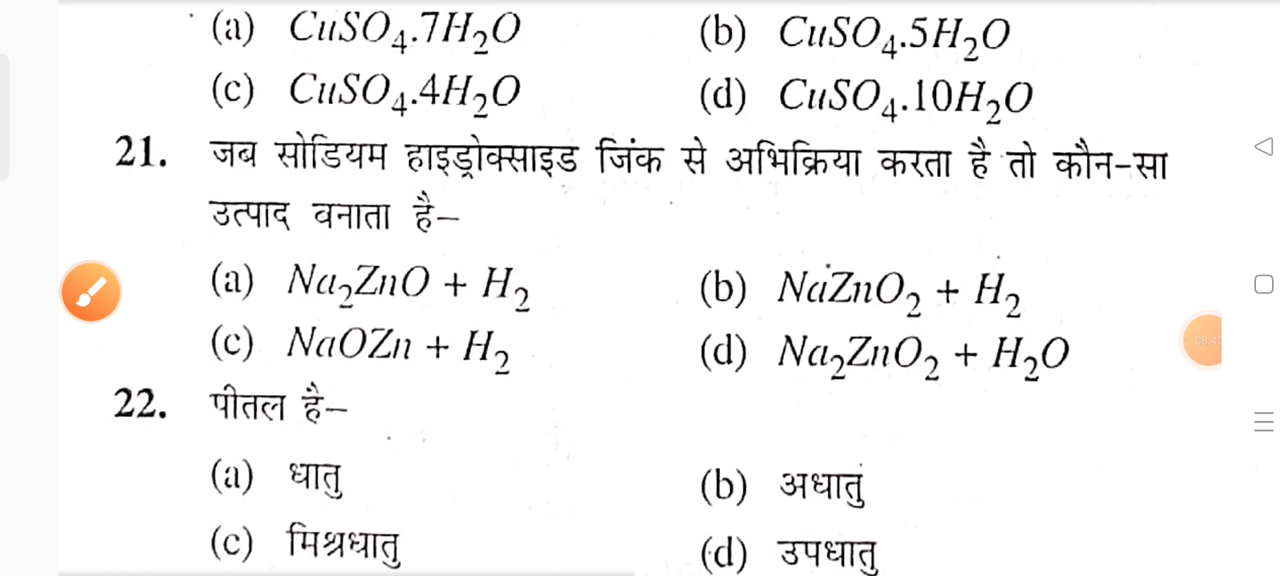 (a) CuSO₄.7H₂O (b) CuSO₄.5H₂O
(c) CuSO₄.4H₂O (d) CuSO₄.10H₂O
21. जब सोडियम हाइड्रोक्साइड जिंक से अभिक्रिया करता है तो कौन-सा
उत्पाद वनाता है–
(a) Na₂ZnO + H₂ (b) NaZnO₂ + H₂
(c) NaOZn + H₂ (d) Na₂ZnO₂ + H₂O
22. पीतल है–
(a) धातु (b) अधातु
(c) मिश्रधातु (d) उपधातु